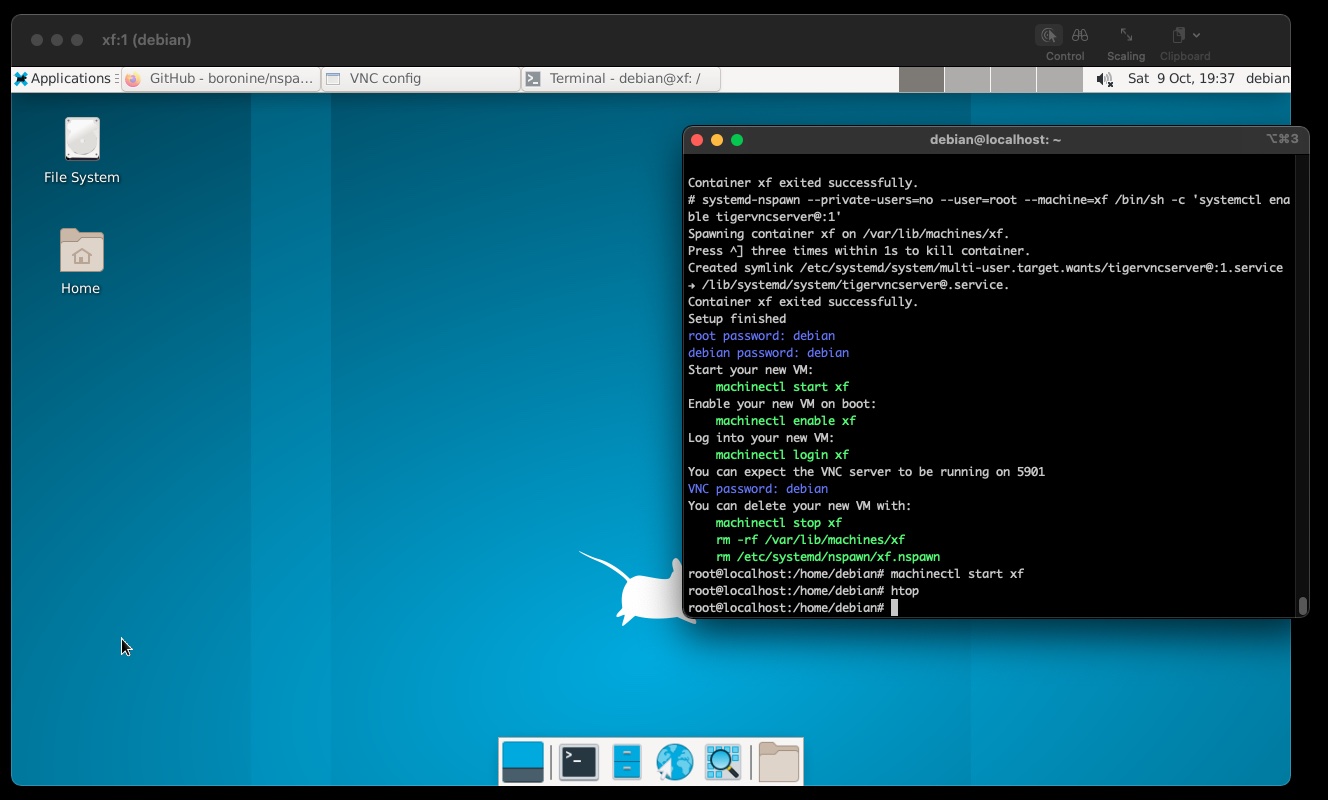 xf:1 (debian)
Control
Scaling
Clipboard
Applications
GitHub - boronine/nspa...
VNC config
Terminal - debian@xf: /
Sat 9 Oct, 19:37
debian
File System
Home
debian@localhost: ~
⌥⌘3
Container xf exited successfully.
# systemd-nspawn --private-users=no --user=root --machine=xf /bin/sh -c 'systemctl ena
ble tigervncserver@:1'
Spawning container xf on /var/lib/machines/xf.
Press ^] three times within 1s to kill container.
Created symlink /etc/systemd/system/multi-user.target.wants/tigervncserver@:1.service
→ /lib/systemd/system/tigervncserver@.service.
Container xf exited successfully.
Setup finished
root password: debian
debian password: debian
Start your new VM:
    machinectl start xf
Enable your new VM on boot:
    machinectl enable xf
Log into your new VM:
    machinectl login xf
You can expect the VNC server to be running on 5901
VNC password: debian
You can delete your new VM with:
    machinectl stop xf
    rm -rf /var/lib/machines/xf
    rm /etc/systemd/nspawn/xf.nspawn
root@localhost:/home/debian# machinectl start xf
root@localhost:/home/debian# htop
root@localhost:/home/debian#